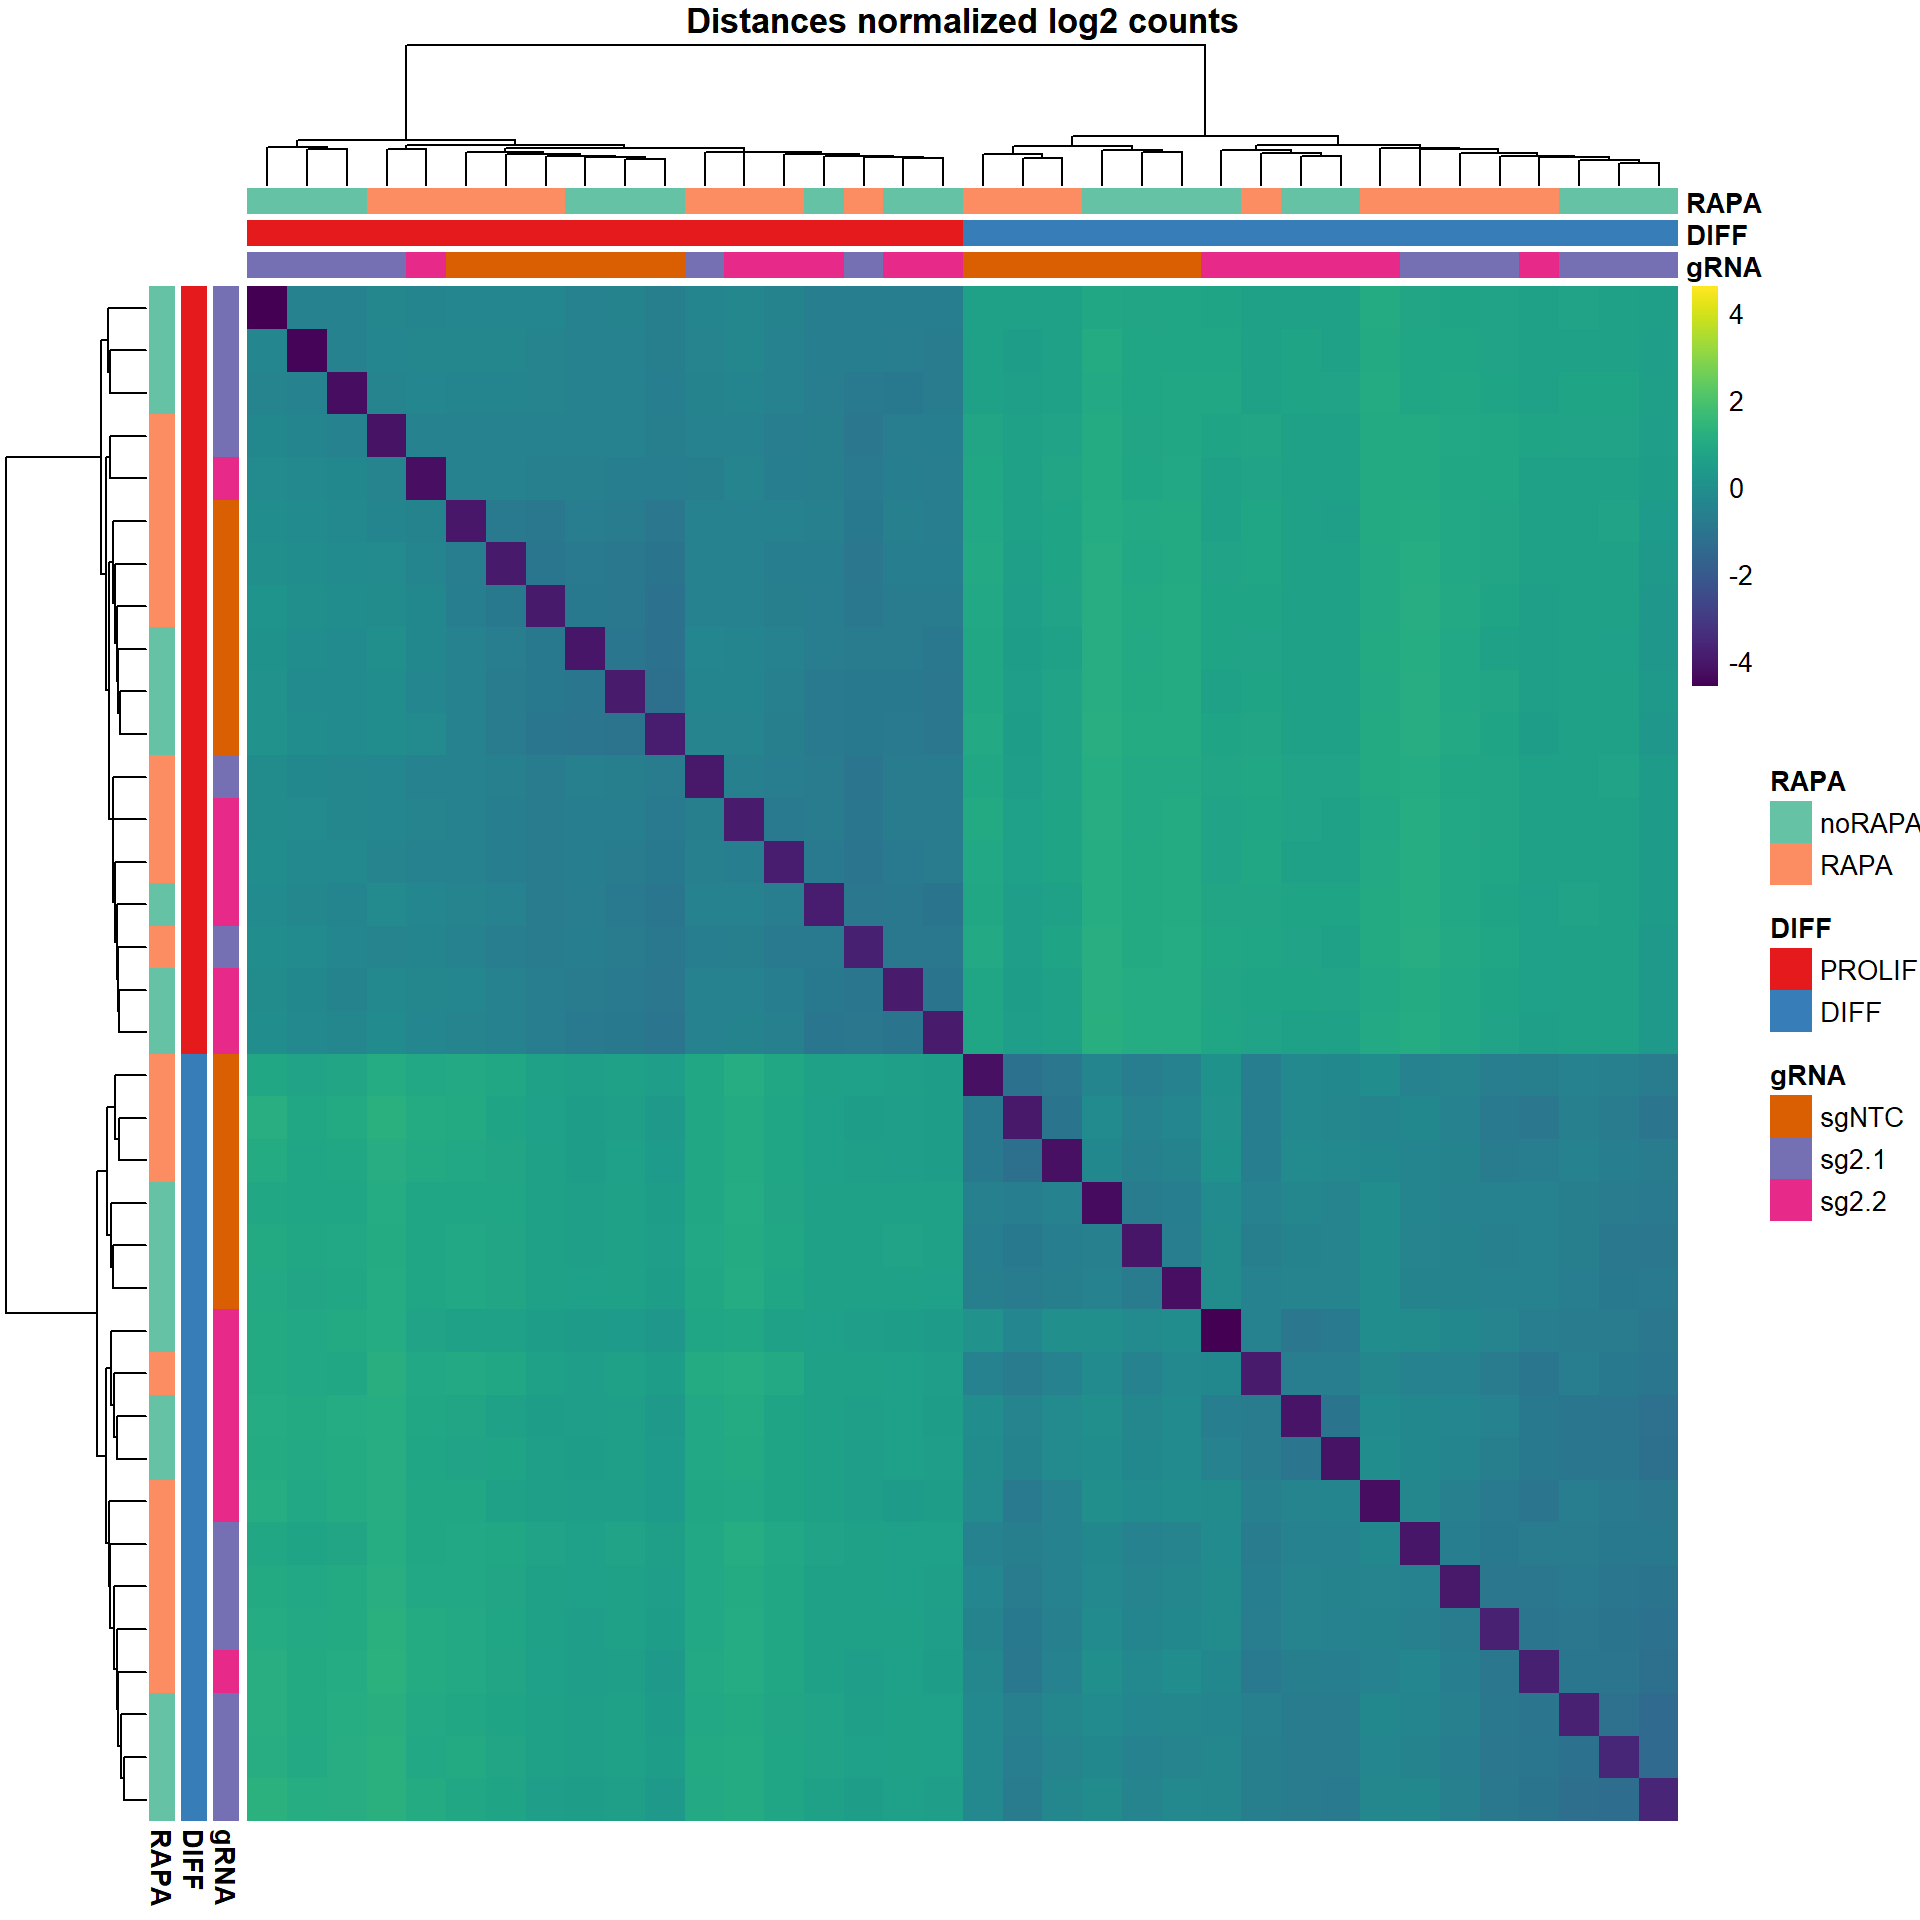 Distances normalized log2 counts
RAPA
DIFF
gRNA
4
2
0
-2
-4
RAPA
noRAPA
RAPA
DIFF
PROLIF
DIFF
gRNA
sgNTC
sg2.1
sg2.2
RAPA
DIFF
gRNA